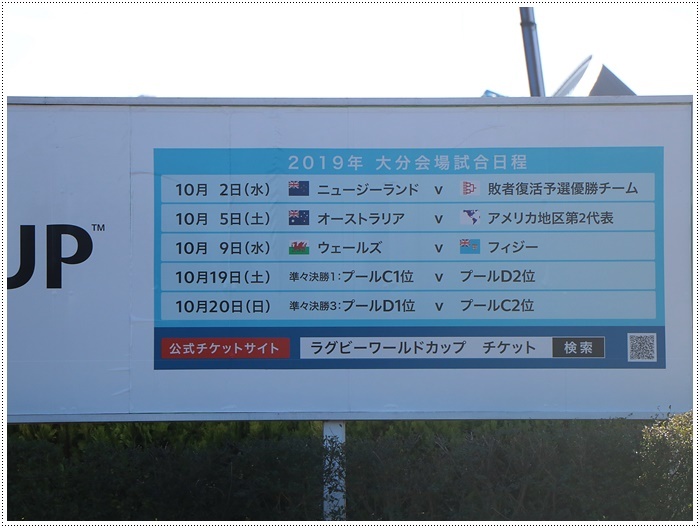 UP™
2019年 大分会場試合日程
10月 2日(水) ニュージーランド v 敗者復活予選優勝チーム
10月 5日(土) オーストラリア v アメリカ地区第2代表
10月 9日(水) ウェールズ v フィジー
10月19日(土) 準々決勝1:プールC1位 v プールD2位
10月20日(日) 準々決勝3:プールD1位 v プールC2位
公式チケットサイト ラグビーワールドカップ チケット 検索